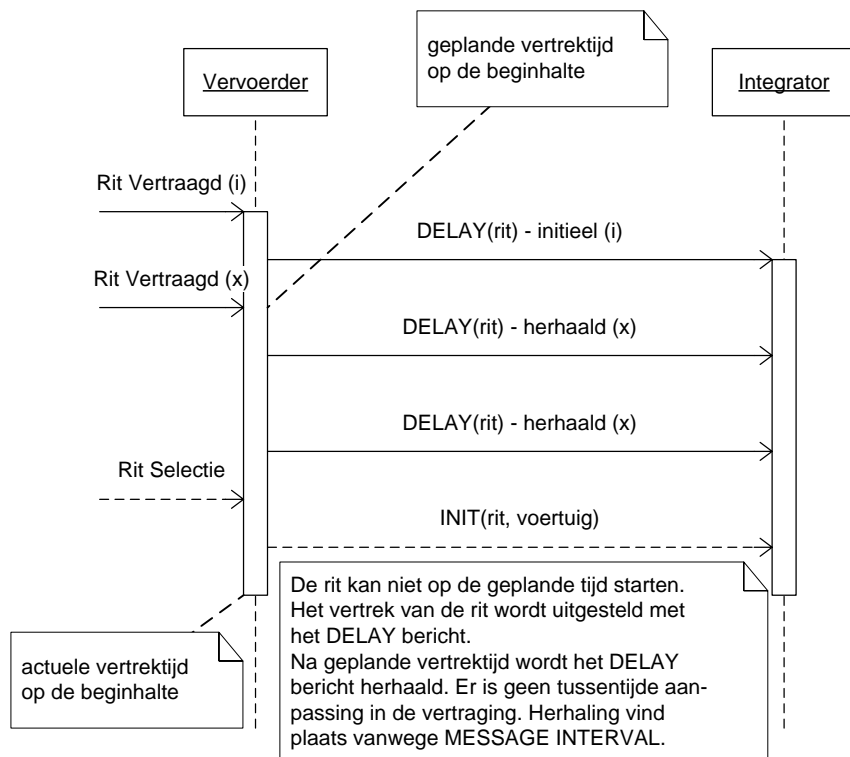 geplande vertrektijd
op de beginhalte
Vervoerder
Integrator
Rit Vertraagd (i)
DELAY(rit) - initieel (i)
Rit Vertraagd (x)
DELAY(rit) - herhaald (x)
DELAY(rit) - herhaald (x)
Rit Selectie
INIT(rit, voertuig)
De rit kan niet op de geplande tijd starten.
Het vertrek van de rit wordt uitgesteld met
het DELAY bericht.
Na geplande vertrektijd wordt het DELAY
bericht herhaald. Er is geen tussentijde aan-
passing in de vertraging. Herhaling vind
plaats vanwege MESSAGE INTERVAL.
actuele vertrektijd
op de beginhalte